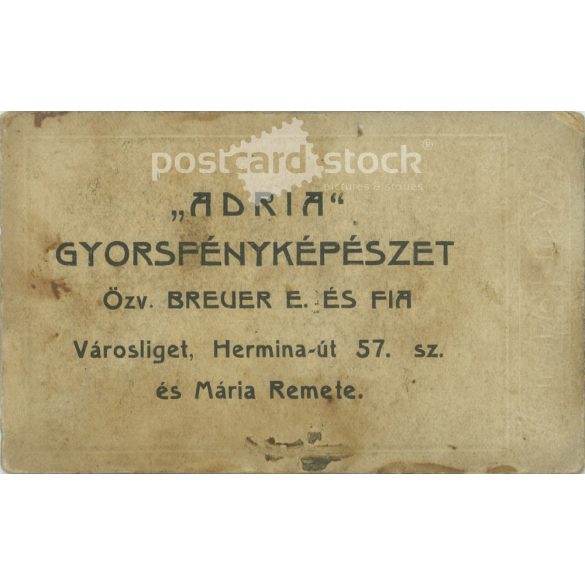 postcard stock®
pictures & stories
„ADRIA“
GYORSFÉNYKÉPÉSZET
Özv. BREUER E. ÉS FIA
Városliget, Hermina-út 57. sz.
és Mária Remete.